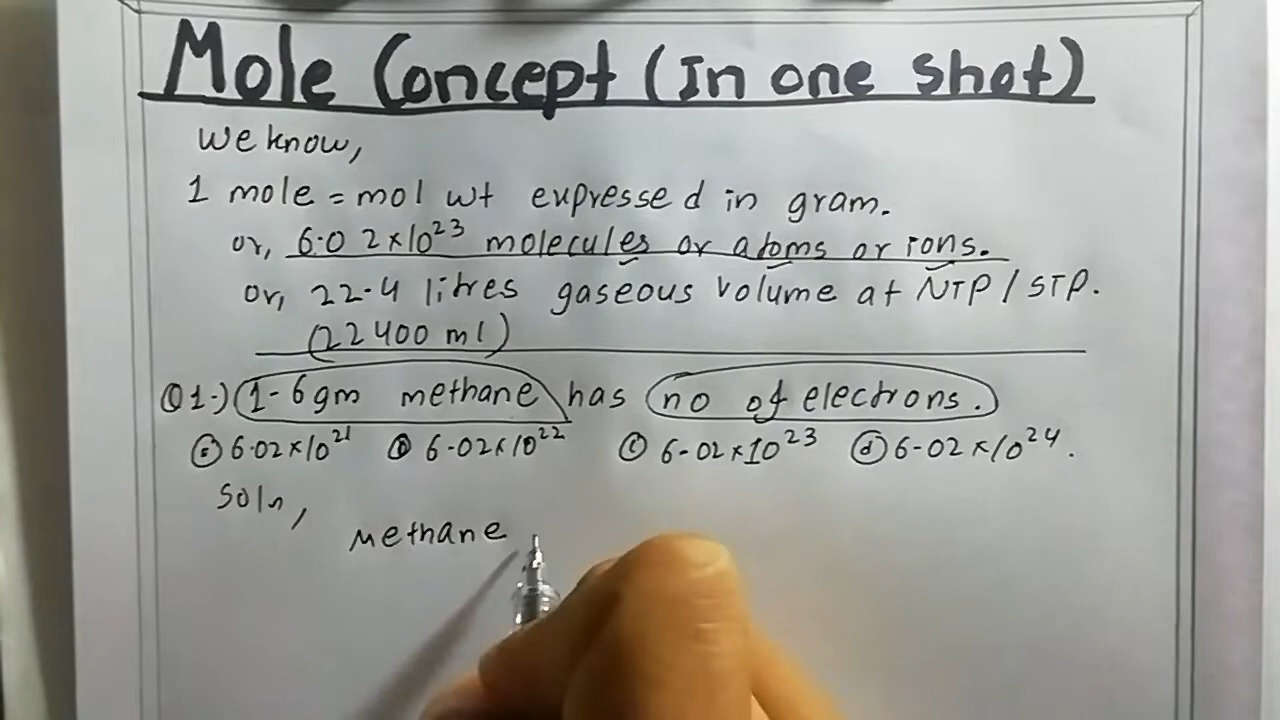 Mole Concept (In one shot)
We know,
1 mole = mol wt expressed in gram.
or, 6.02×10²³ molecules or atoms or ions.
or, 22.4 litres gaseous volume at NTP / STP.
(22400 ml)
Q1.) 1.6gm methane has no of electrons.
ⓐ 6.02×10²¹ ⓑ 6.02×10²² ⓒ 6.02×10²³ ⓓ 6.02×10²⁴.
Soln,
Methane